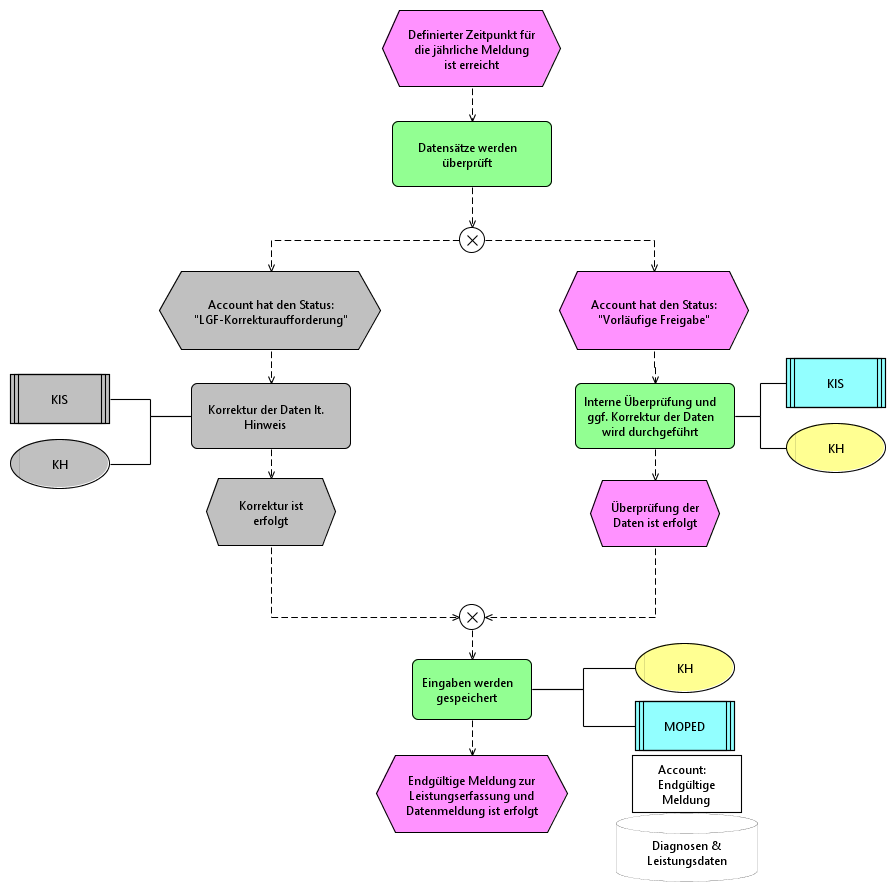 Definierter Zeitpunkt für
die jährliche Meldung
ist erreicht
Datensätze werden
überprüft
Account hat den Status:
"LGF-Korrekturaufforderung"
Account hat den Status:
"Vorläufige Freigabe"
KIS
KH
Korrektur der Daten lt.
Hinweis
Interne Überprüfung und
ggf. Korrektur der Daten
wird durchgeführt
KIS
KH
Korrektur ist
erfolgt
Überprüfung der
Daten ist erfolgt
Eingaben werden
gespeichert
KH
MOPED
Account:
Endgültige
Meldung
Diagnosen &
Leistungsdaten
Endgültige Meldung zur
Leistungserfassung und
Datenmeldung ist erfolgt